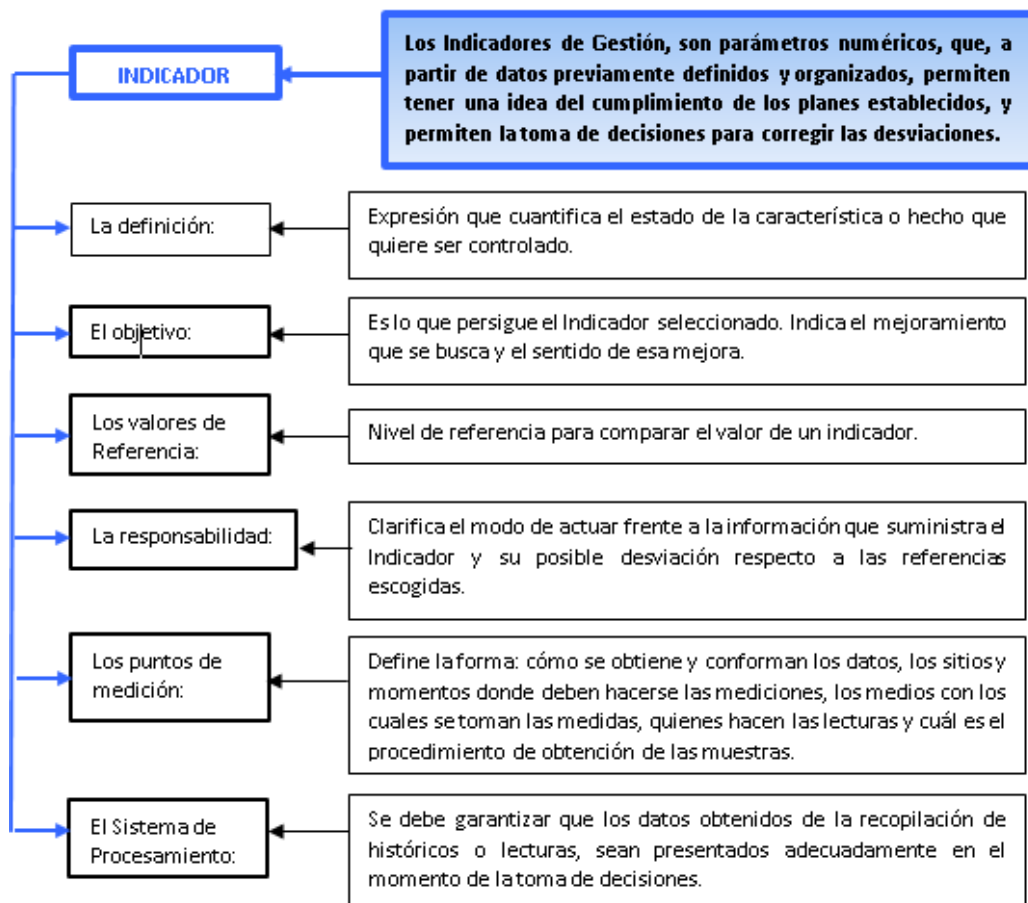 INDICADOR
Los Indicadores de Gestión, son parámetros numéricos, que, a
partir de datos previamente definidos y organizados, permiten
tener una idea del cumplimiento de los planes establecidos, y
permiten la toma de decisiones para corregir las desviaciones.
La definición:
Expresión que cuantifica el estado de la característica o hecho que
quiere ser controlado.
El objetivo:
Es lo que persigue el Indicador seleccionado. Indica el mejoramiento
que se busca y el sentido de esa mejora.
Los valores de
Referencia:
Nivel de referencia para comparar el valor de un indicador.
La responsabilidad:
Clarifica el modo de actuar frente a la información que suministra el
Indicador y su posible desviación respecto a las referencias
escogidas.
Los puntos de
medición:
Define la forma: cómo se obtiene y conforman los datos, los sitios y
momentos donde deben hacerse las mediciones, los medios con los
cuales se toman las medidas, quienes hacen las lecturas y cuál es el
procedimiento de obtención de las muestras.
El Sistema de
Procesamiento:
Se debe garantizar que los datos obtenidos de la recopilación de
históricos o lecturas, sean presentados adecuadamente en el
momento de la toma de decisiones.